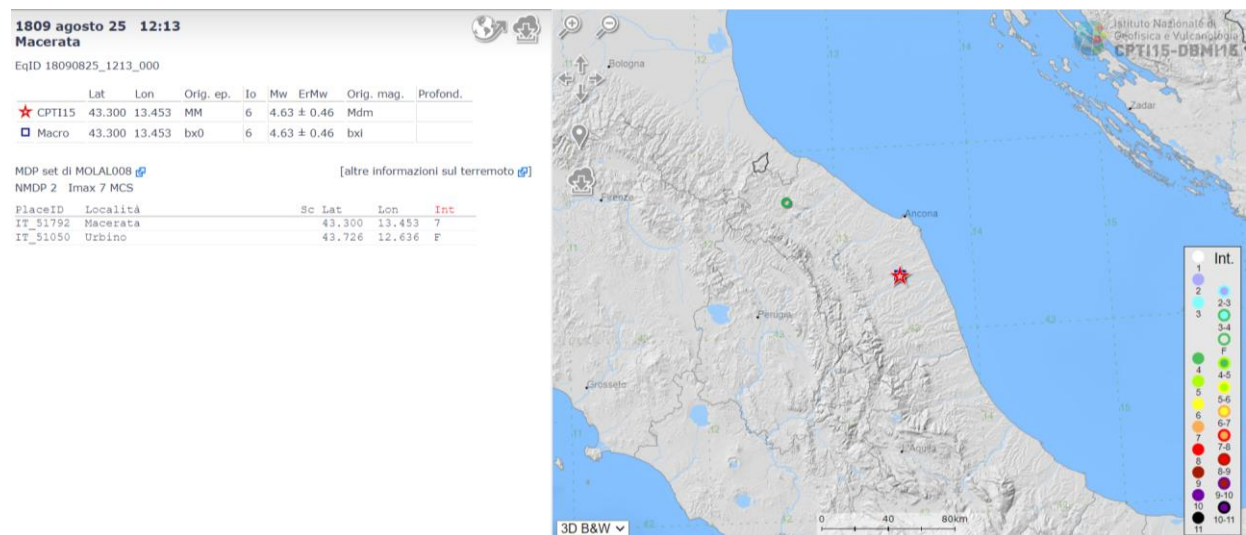 1809 agosto 25 12:13
Macerata
EqID 18090825_1213_000
Lat Lon Orig. ep. Io Mw ErMw Orig. mag. Profond.
CPTI15 43.300 13.453 MM 6 4.63 ± 0.46 Mdm
Macro 43.300 13.453 bx0 6 4.63 ± 0.46 bxi
MDP set di MOLAL008 [altre informazioni sul terremoto]
NMDP 2 Imax 7 MCS
PlaceID Località Sc Lat Lon Int
IT_51792 Macerata 43.300 13.453 7
IT_51050 Urbino 43.726 12.636 F
Istituto Nazionale di
Geofisica e Vulcanologia
CPTI15-DBMI15
Bologna
Zadar
Firenze
Ancona
Perugia
Grosseto
L'Aquila
0 40 80km
3D B&W
Int.
1
2
2-3
3
3-4
F
4
4-5
5
5-6
6
6-7
7
7-8
8
8-9
9
9-10
10
10-11
11